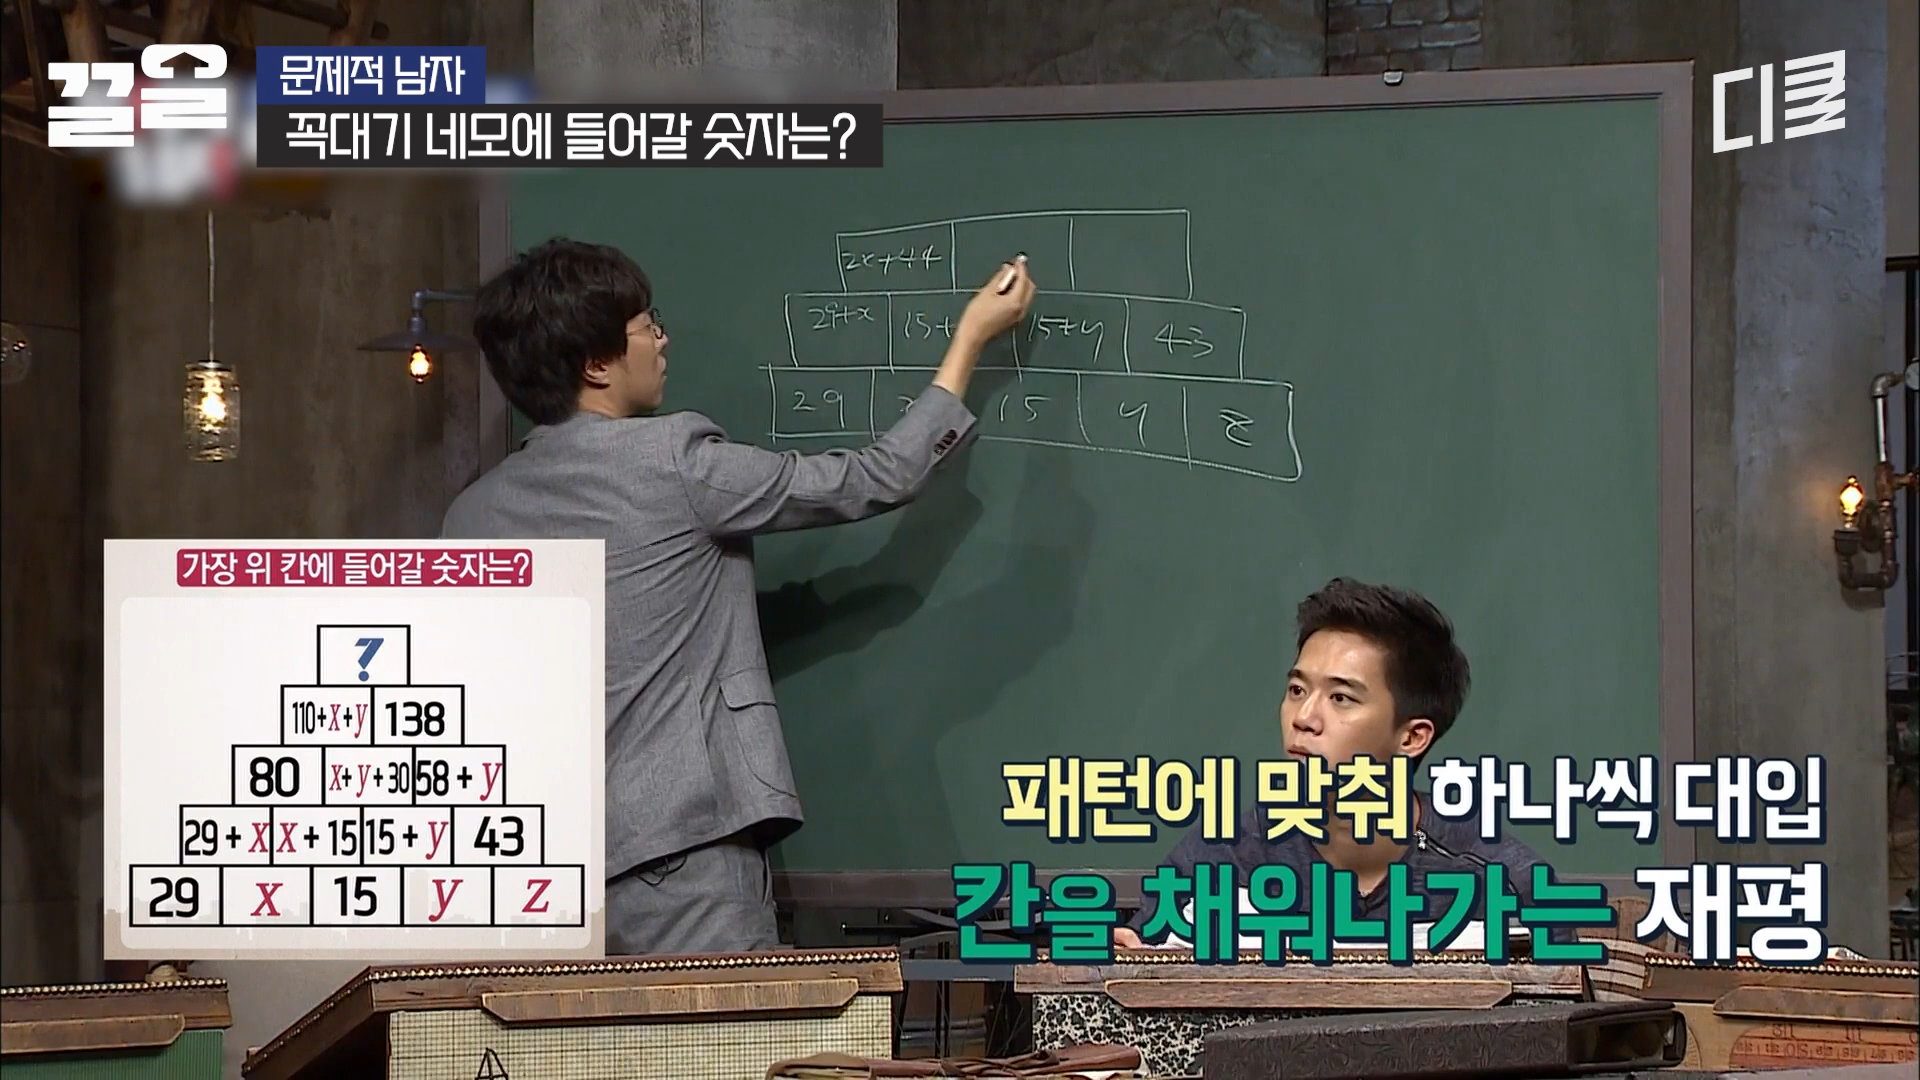 끌올
문제적 남자
꼭대기 네모에 들어갈 숫자는?
디클
2x+44
29+x 15+ 15+y 43
29 15 y z
가장 위 칸에 들어갈 숫자는?
?
110+x+y 138
80 x+y+30 58+y
29+x x+15 15+y 43
29 x 15 y z
패턴에 맞춰 하나씩 대입
칸을 채워나가는 재평